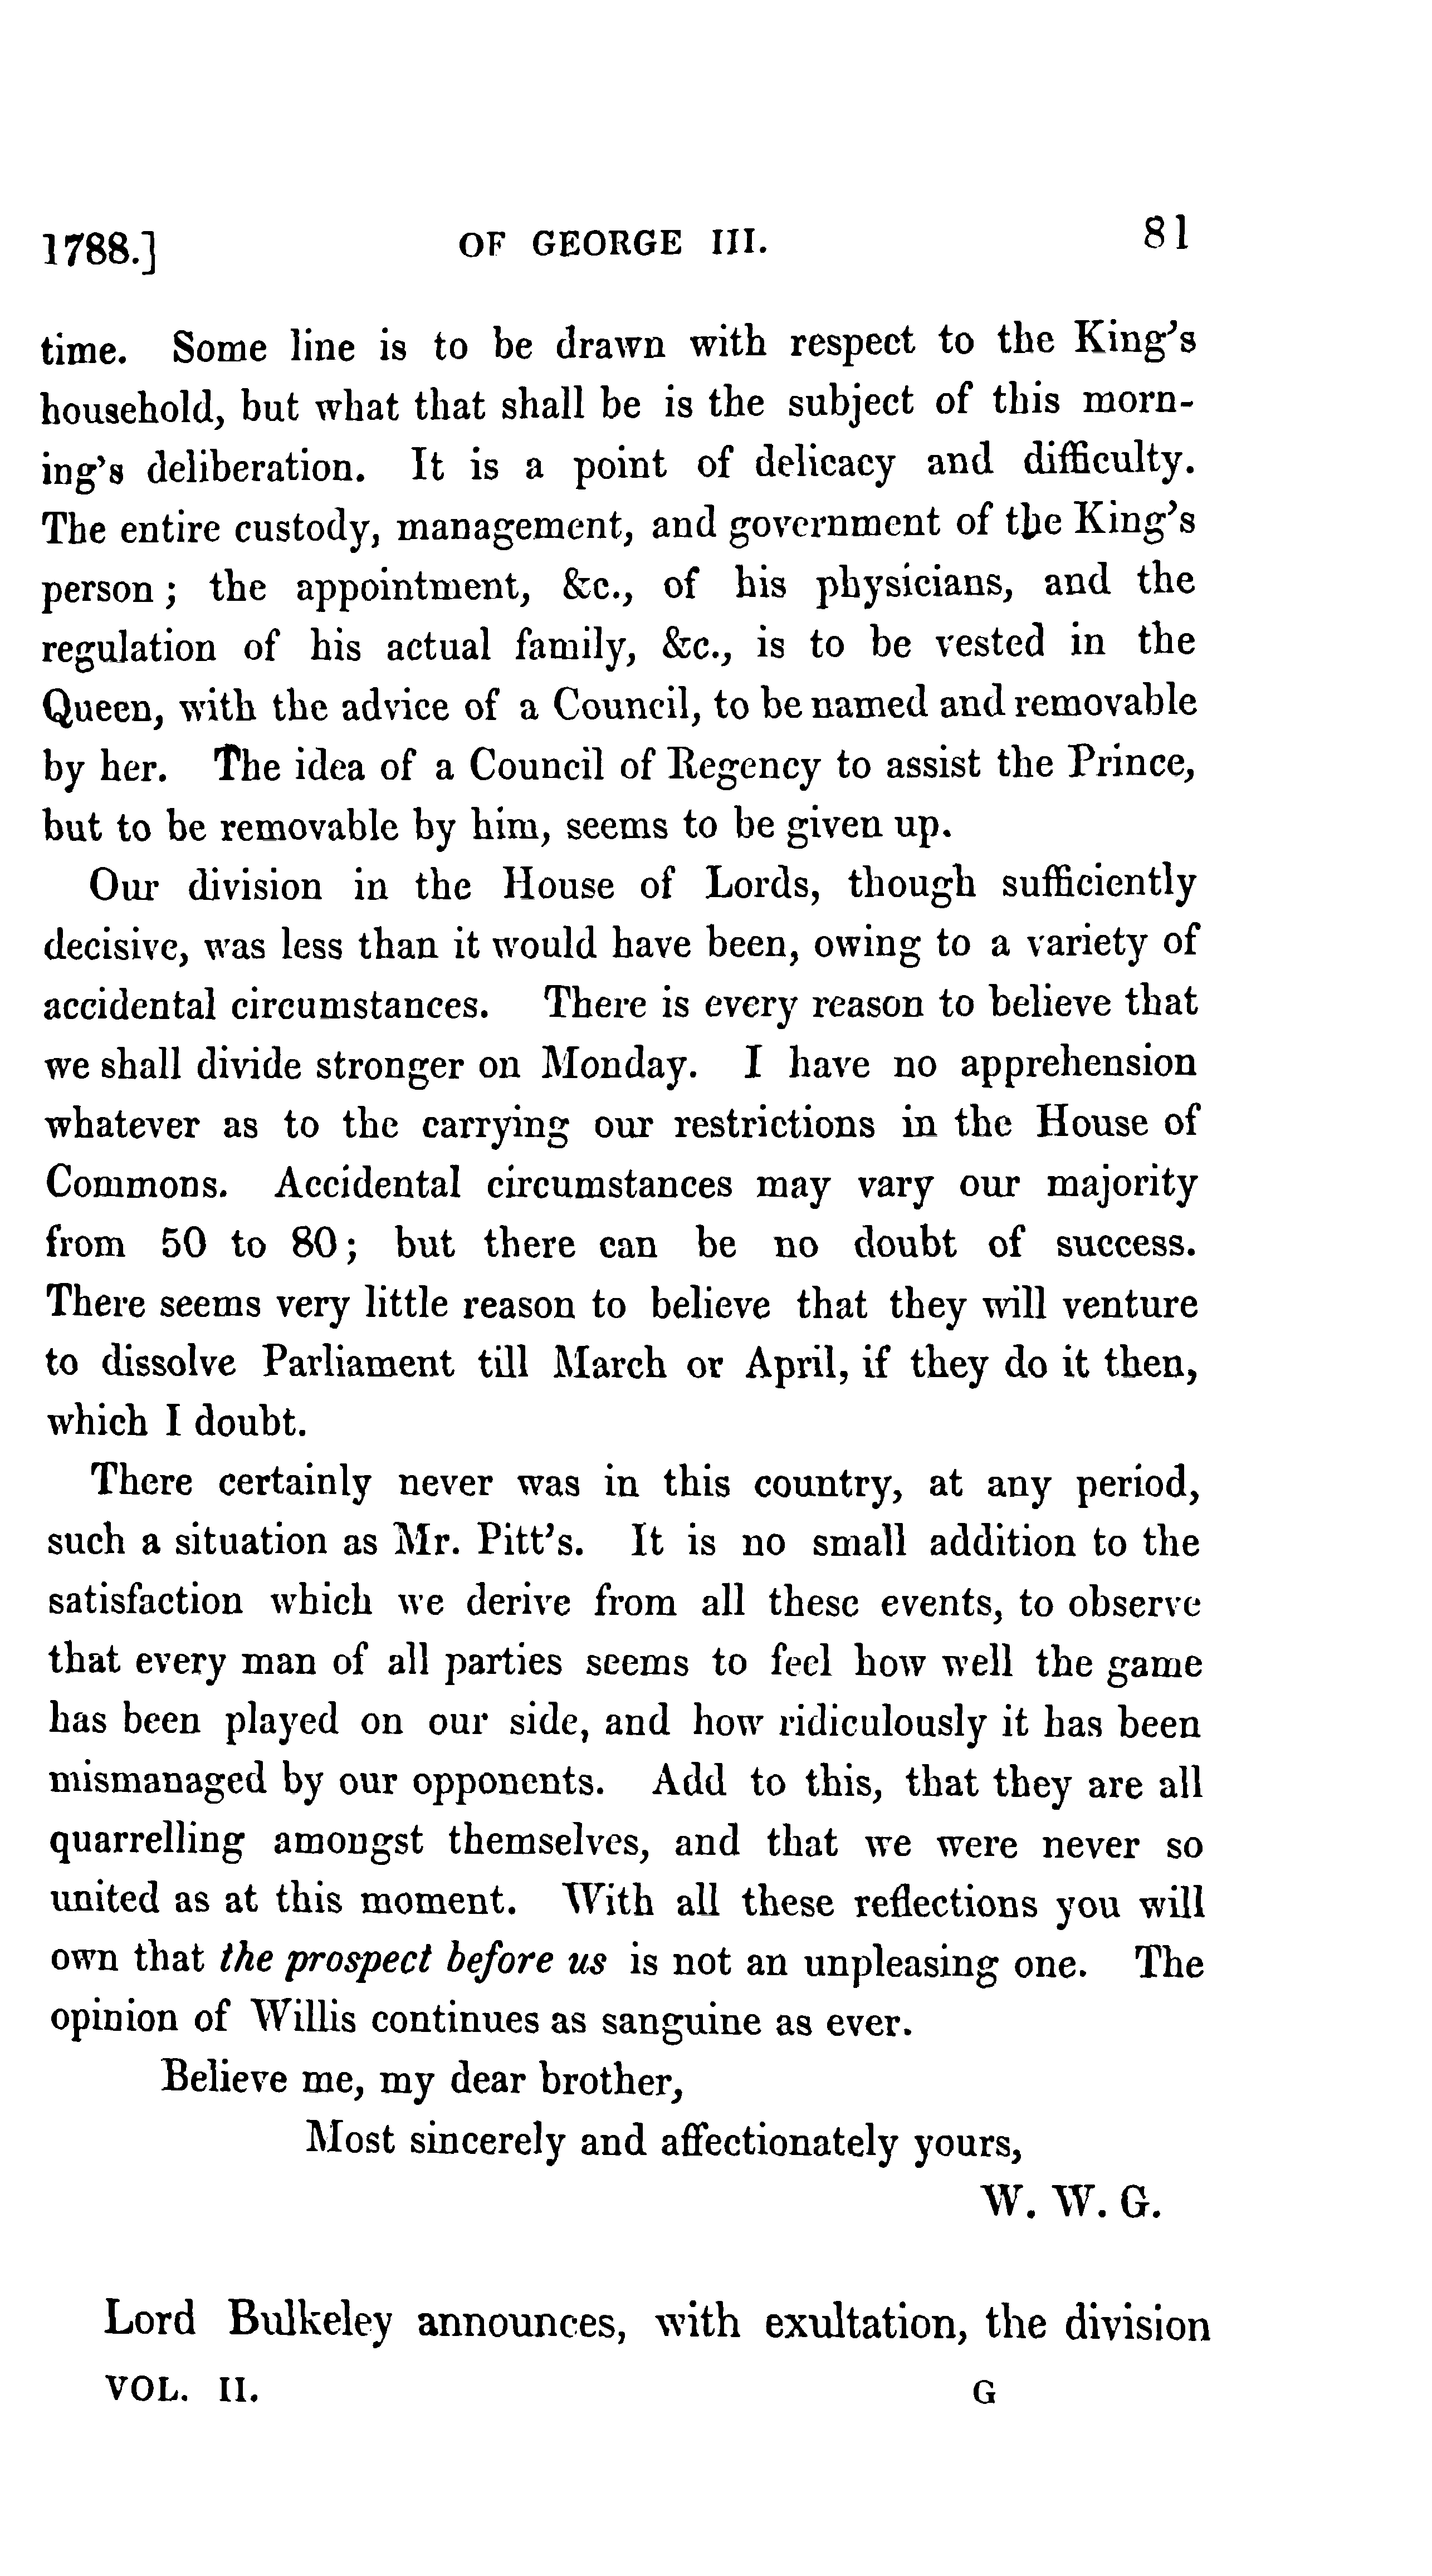 1788.] OF GEORGE III. 81
time. Some line is to be drawn with respect to the King's
household, but what that shall be is the subject of this morn-
ing's deliberation. It is a point of delicacy and difficulty.
The entire custody, management, and government of the King's
person; the appointment, &c., of his physicians, and the
regulation of his actual family, &c., is to be vested in the
Queen, with the advice of a Council, to be named and removable
by her. The idea of a Council of Regency to assist the Prince,
but to be removable by him, seems to be given up.
Our division in the House of Lords, though sufficiently
decisive, was less than it would have been, owing to a variety of
accidental circumstances. There is every reason to believe that
we shall divide stronger on Monday. I have no apprehension
whatever as to the carrying our restrictions in the House of
Commons. Accidental circumstances may vary our majority
from 50 to 80; but there can be no doubt of success.
There seems very little reason to believe that they will venture
to dissolve Parliament till March or April, if they do it then,
which I doubt.
There certainly never was in this country, at any period,
such a situation as Mr. Pitt's. It is no small addition to the
satisfaction which we derive from all these events, to observe
that every man of all parties seems to feel how well the game
has been played on our side, and how ridiculously it has been
mismanaged by our opponents. Add to this, that they are all
quarrelling amongst themselves, and that we were never so
united as at this moment. With all these reflections you will
own that the prospect before us is not an unpleasing one. The
opinion of Willis continues as sanguine as ever.
Believe me, my dear brother,
Most sincerely and affectionately yours,
W. W. G.
Lord Bulkeley announces, with exultation, the division
VOL. II. G